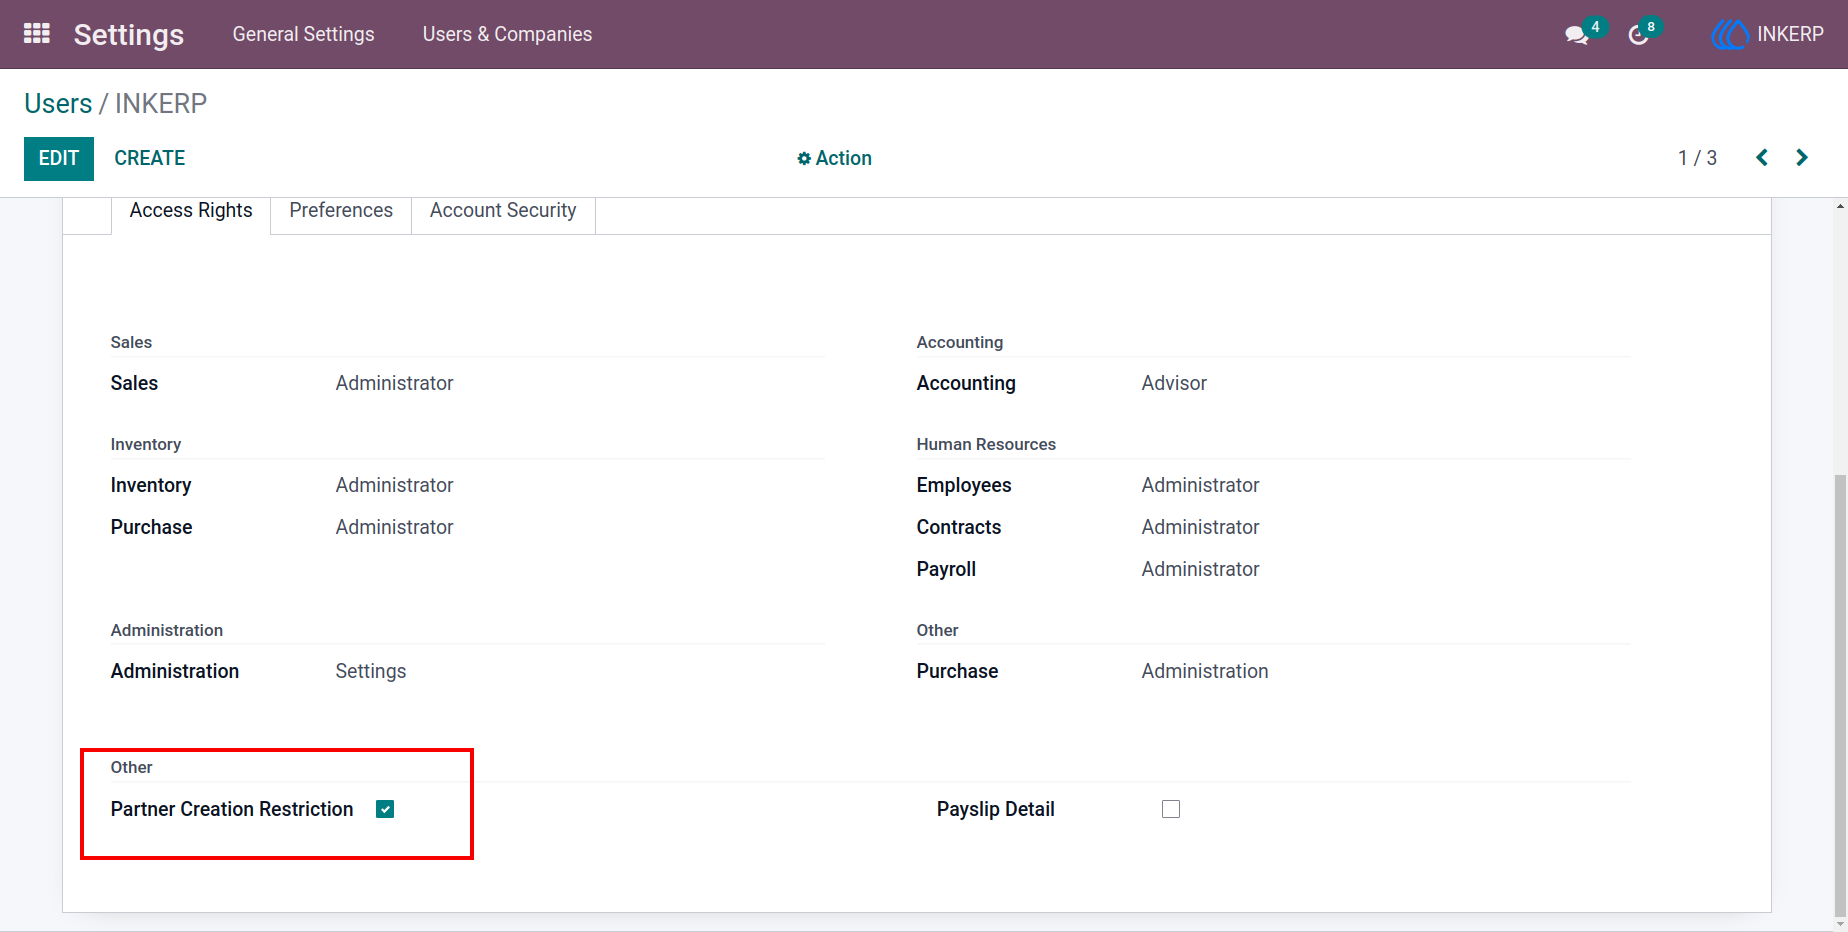 Settings General Settings Users & Companies 4 8 INKERP
Users / INKERP
EDIT CREATE Action 1 / 3
Access Rights Preferences Account Security
Sales Accounting
Sales Administrator Accounting Advisor
Inventory Human Resources
Inventory Administrator Employees Administrator
Purchase Administrator Contracts Administrator
Payroll Administrator
Administration Other
Administration Settings Purchase Administration
Other
Partner Creation Restriction Payslip Detail